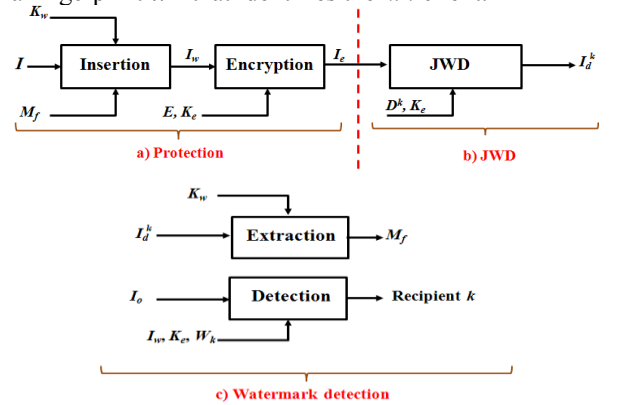 K_w
I Insertion I_w Encryption I_e JWD I_d^k
M_f E, K_e D^k, K_e
a) Protection b) JWD
K_w
I_d^k Extraction M_f
I_o Detection Recipient k
I_w, K_e, W_k
c) Watermark detection